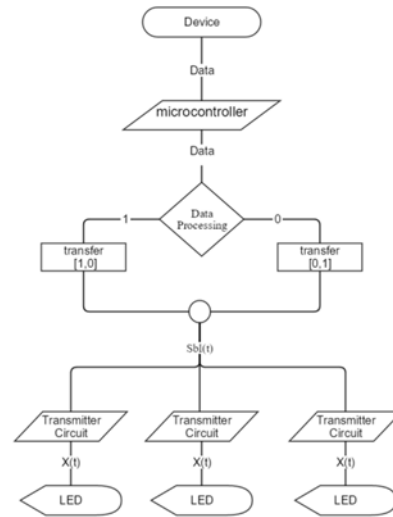 Device
Data
microcontroller
Data
Data
Processing
1
0
transfer
[1,0]
transfer
[0,1]
Sbl(t)
Transmitter
Circuit
Transmitter
Circuit
Transmitter
Circuit
X(t)
X(t)
X(t)
LED
LED
LED